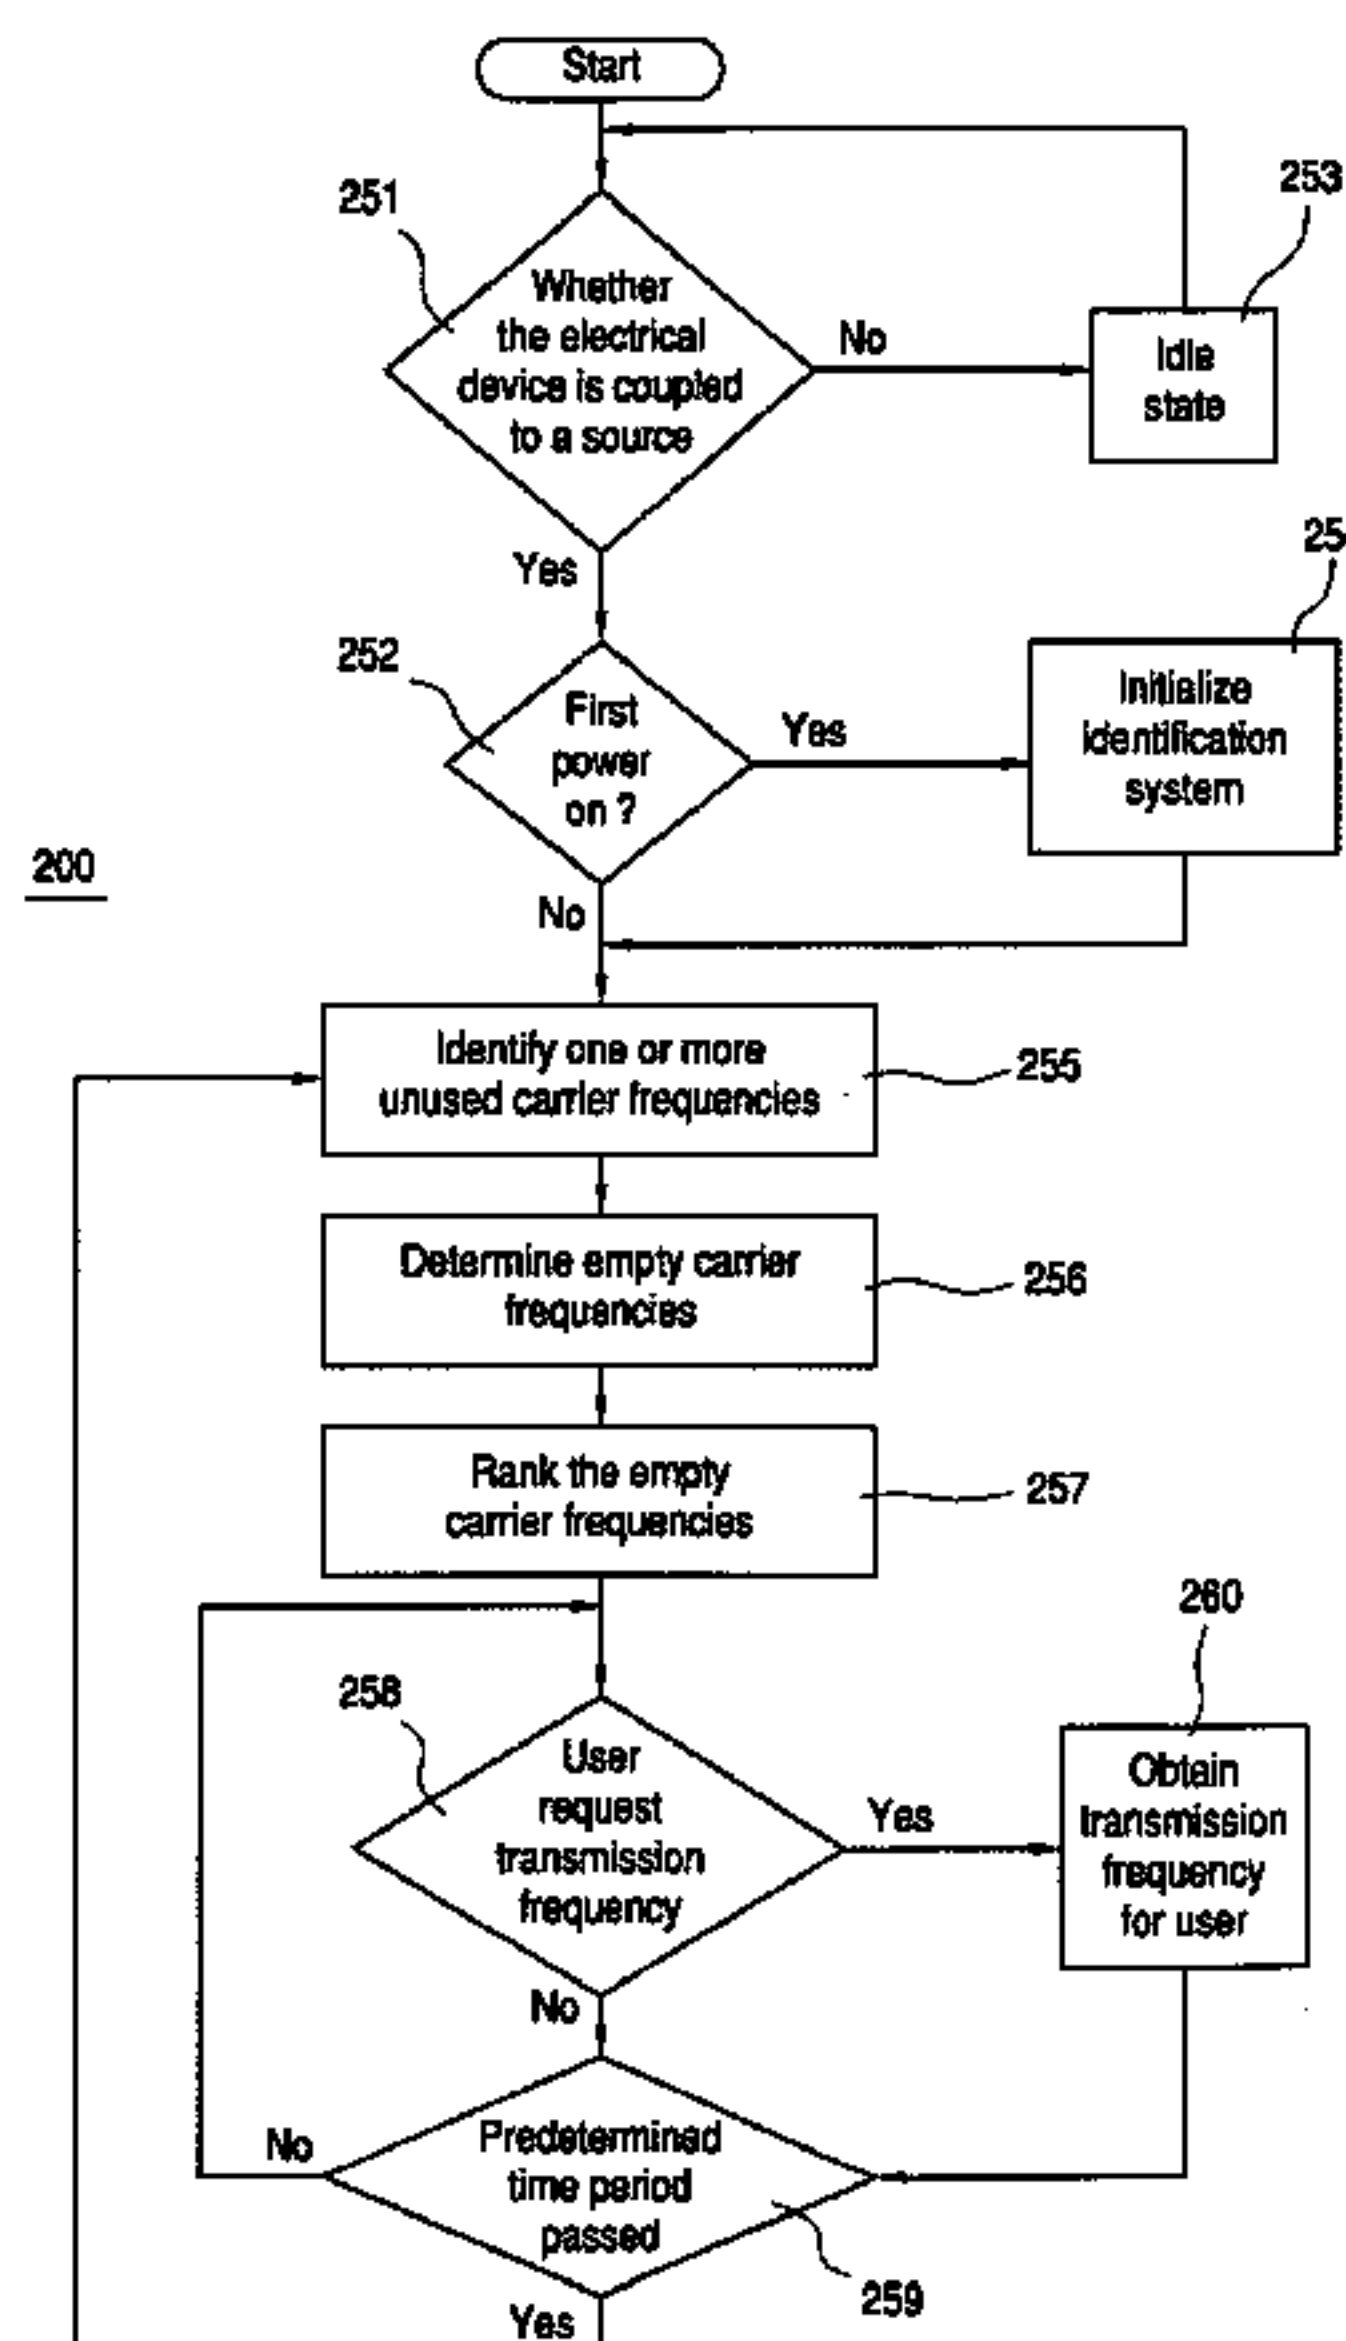 Start
251
253
Whether
the electrical
device is coupled
to a source
No
Idle
state
Yes
25
252
First
power
on ?
Yes
Initialize
identification
system
200
No
Identify one or more
unused carrier frequencies
255
Determine empty carrier
frequencies
256
Rank the empty
carrier frequencies
257
260
258
User
request
transmission
frequency
Yes
Obtain
transmission
frequency
for user
No
No
Predetermined
time period
passed
259
Yes